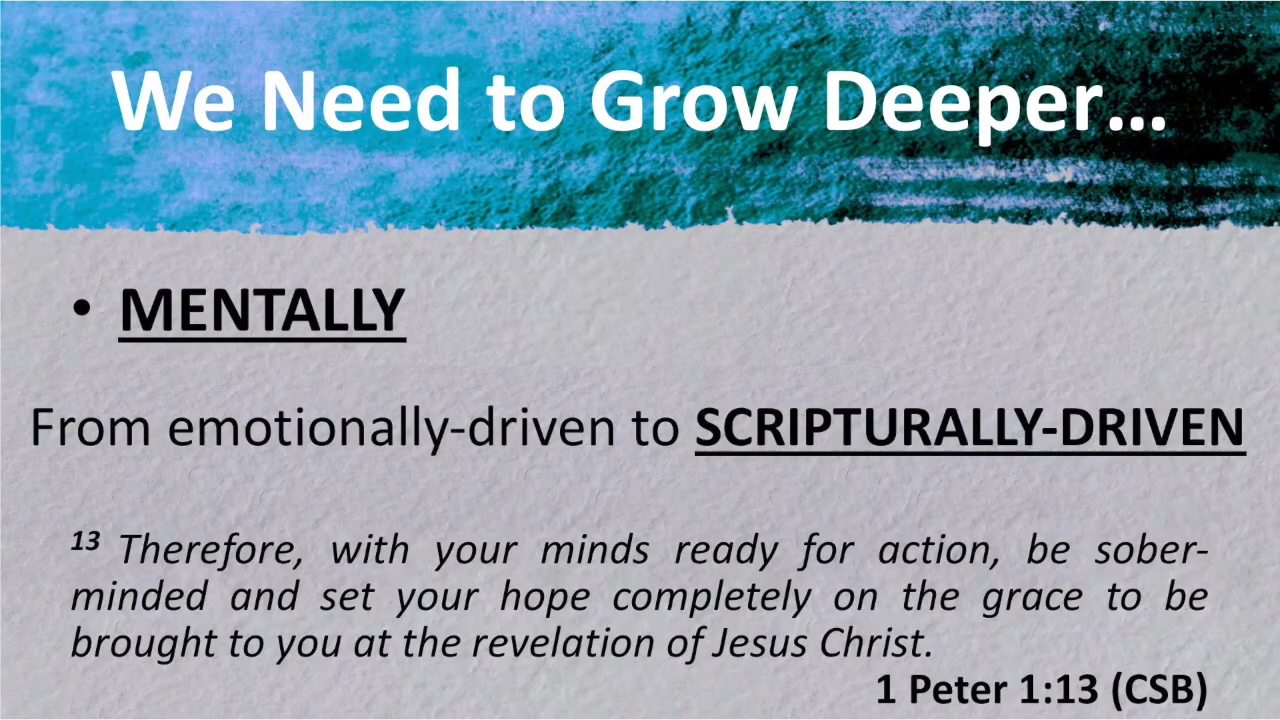 We Need to Grow Deeper...
• MENTALLY
From emotionally-driven to SCRIPTURALLY-DRIVEN
13 Therefore, with your minds ready for action, be sober-
minded and set your hope completely on the grace to be
brought to you at the revelation of Jesus Christ.
1 Peter 1:13 (CSB)